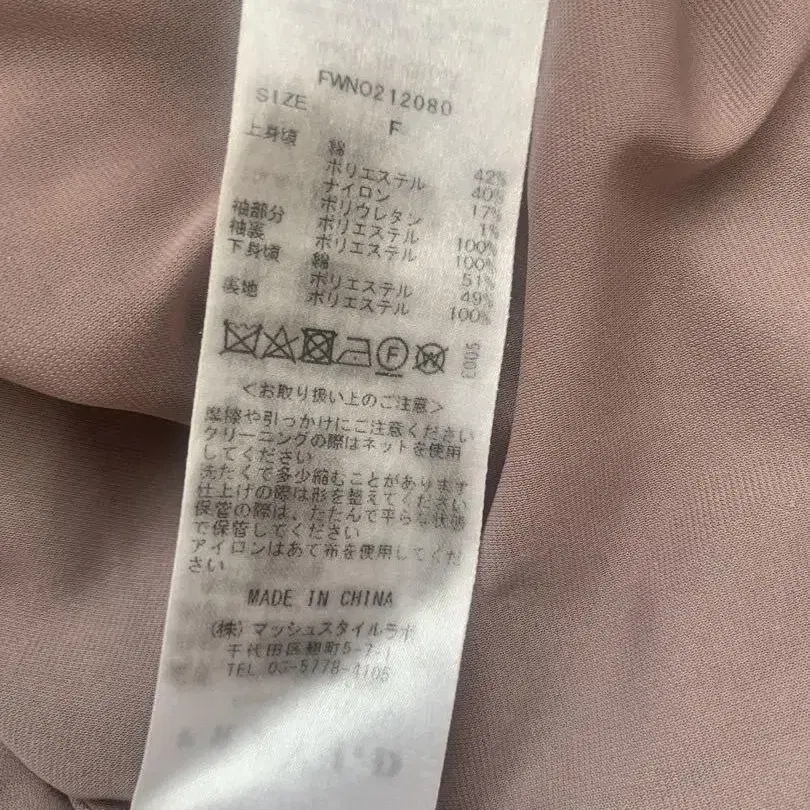 FWNO212080
SIZE F
上身頃 綿 42%
ポリエステル 40%
ナイロン 17%
ポリウレタン 1%
袖部分 ポリエステル 100%
袖裏 ポリエステル 100%
下身頃 綿 51%
ポリエステル 49%
裏地 ポリエステル 100%
F
W
E005
<お取り扱い上のご注意>
摩擦や引っかけにご注意ください
クリーニングの際はネットを使用
してください
洗たくで多少縮むことがあります
仕上げの際は形を整えてください
保管の際は、たたんで平らな状態
で保管してください
アイロンはあて布を使用してくだ
さい
MADE IN CHINA
(株)マッシュスタイルラボ
千代田区麹町5-7-1
TEL 03-5778-4105